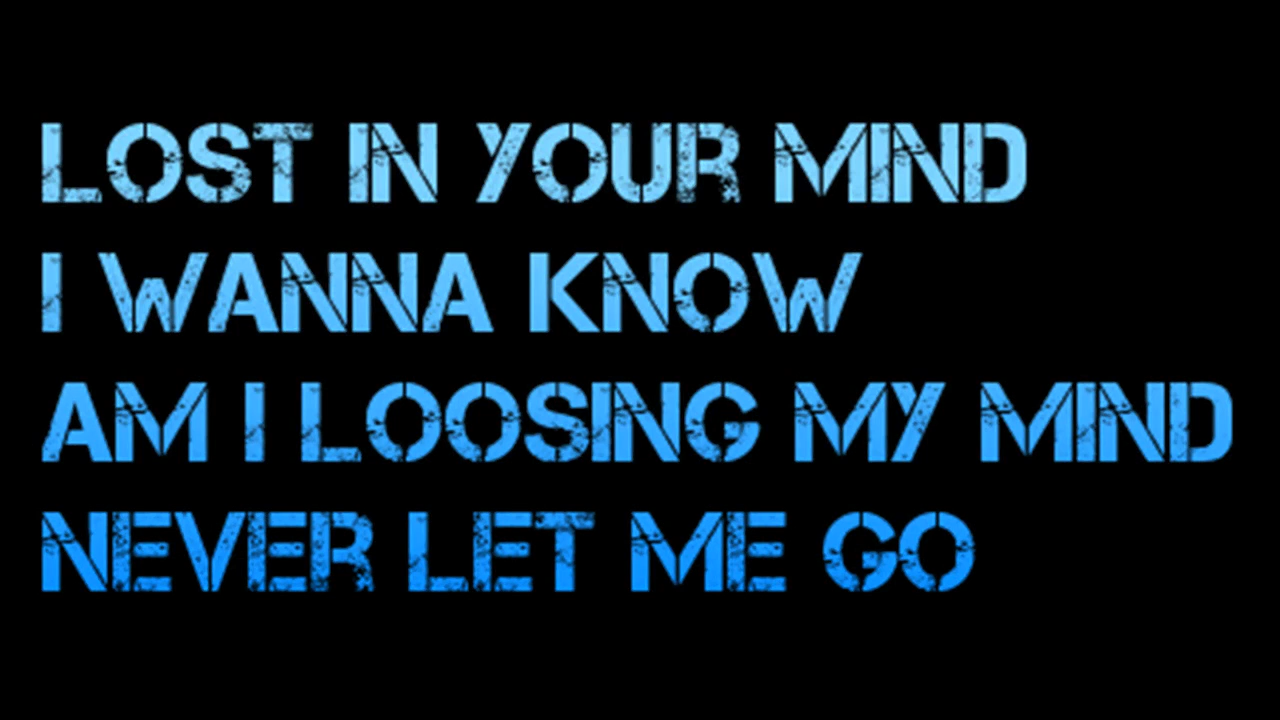 LOST IN YOUR MIND
I WANNA KNOW
AM I LOOSING MY MIND
NEVER LET ME GO